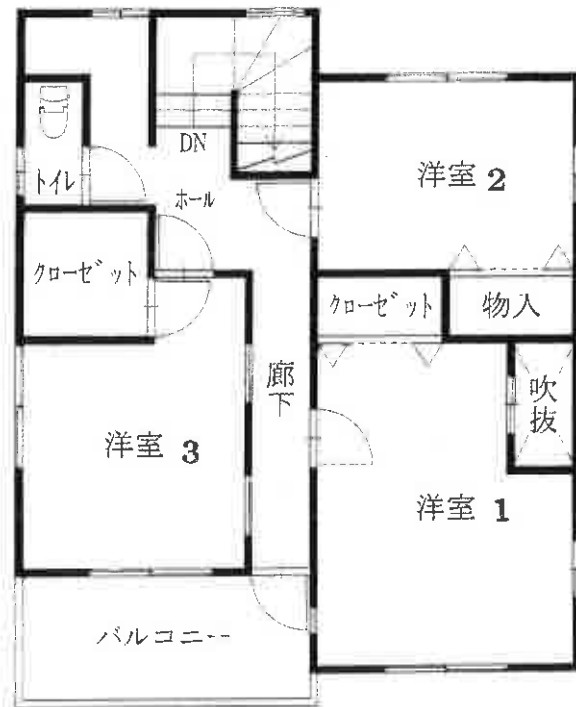 トイレ
DN
ホール
洋室 2
クローゼット
クローゼット
物入
廊下
吹抜
洋室 3
洋室 1
バルコニー